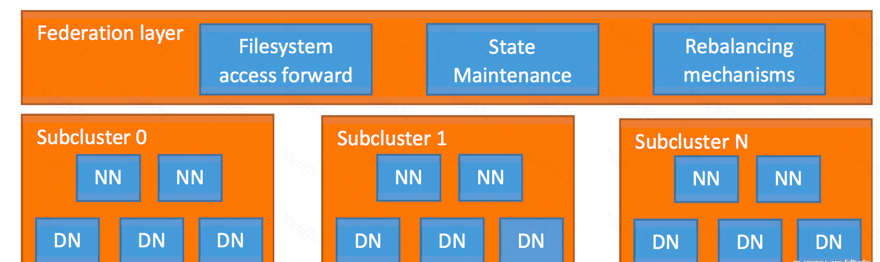 Federation layer
Filesystem
access forward
State
Maintenance
Rebalancing
mechanisms
Subcluster 0
NN NN
DN DN DN
Subcluster 1
NN NN
DN DN DN
Subcluster N
NN NN
DN DN DN